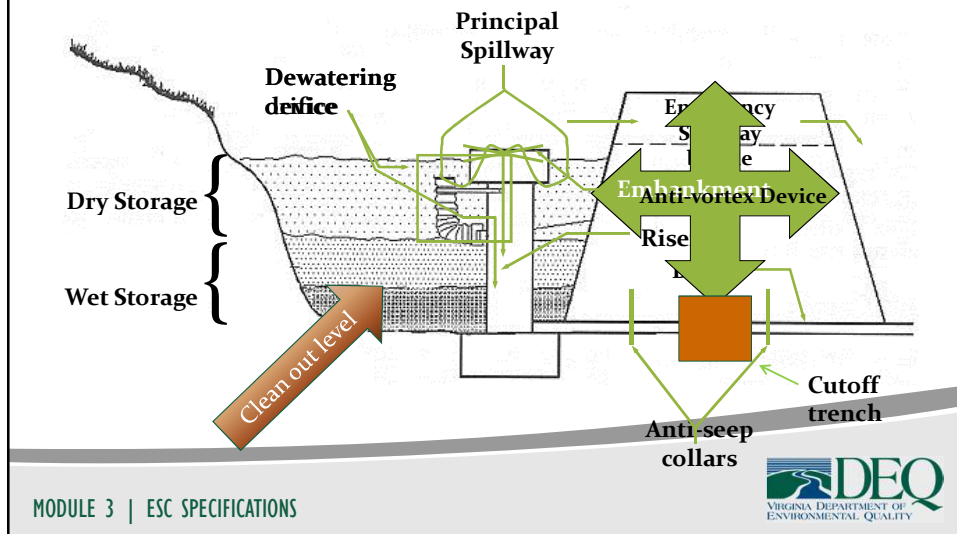 Principal
Spillway
Dewatering
Dry Storage
Embankment
Anti-vortex Device
Wet Storage
Clean out level
Cutoff
trench
Anti-seep
collars
MODULE 3 | ESC SPECIFICATIONS
DEQ
VIRGINIA DEPARTMENT OF
ENVIRONMENTAL QUALITY